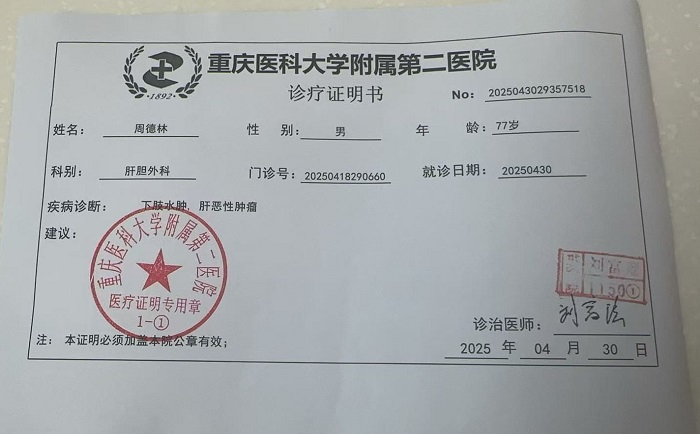 重庆医科大学附属第二医院
1892
诊疗证明书 No: 2025043029357518
姓名: 周德林 性 别: 男 年 龄: 77岁
科别: 肝胆外科 门诊号: 20250418290660 就诊日期: 20250430
疾病诊断: 下肢水肿, 肝恶性肿瘤
建议:
重庆医科大学附属第二医院
医疗证明专用章
1-①
1150①
诊治医师:
注: 本证明必须加盖本院公章有效;
2025 年 04 月 30 日